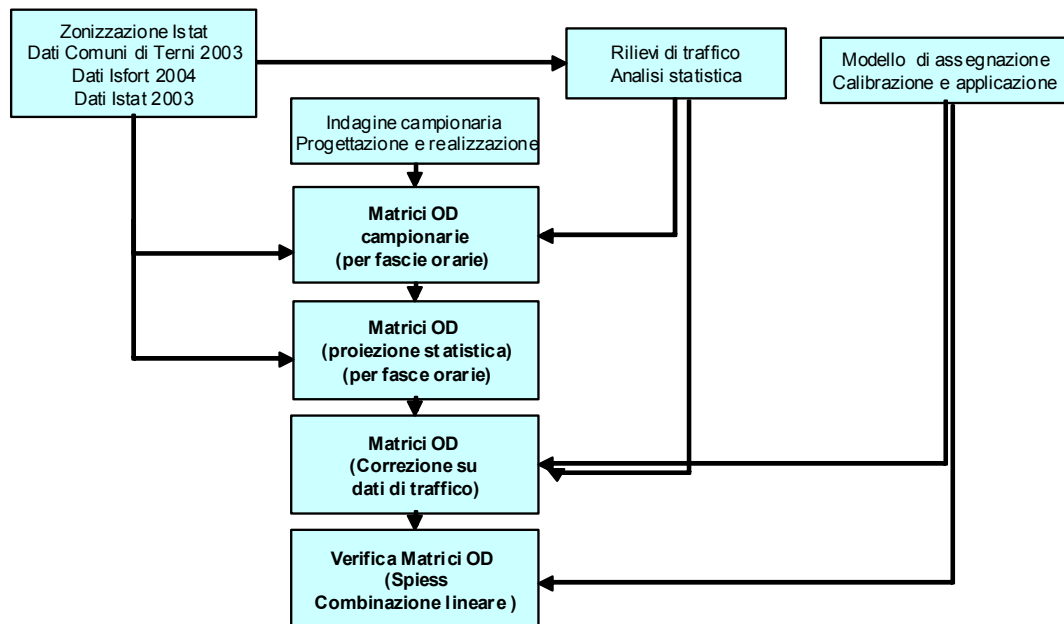 Zonizzazione Istat
Dati Comuni di Terni 2003
Dati Isfort 2004
Dati Istat 2003
Rilievi di traffico
Analisi statistica
Modello di assegnazione
Calibrazione e applicazione
Indagine campionaria
Progettazione e realizzazione
Matrici OD
campionarie
(per fascie orarie)
Matrici OD
(proiezione statistica)
(per fasce orarie)
Matrici OD
(Correzione su
dati di traffico)
Verifica Matrici OD
(Spiess
Combinazione lineare )